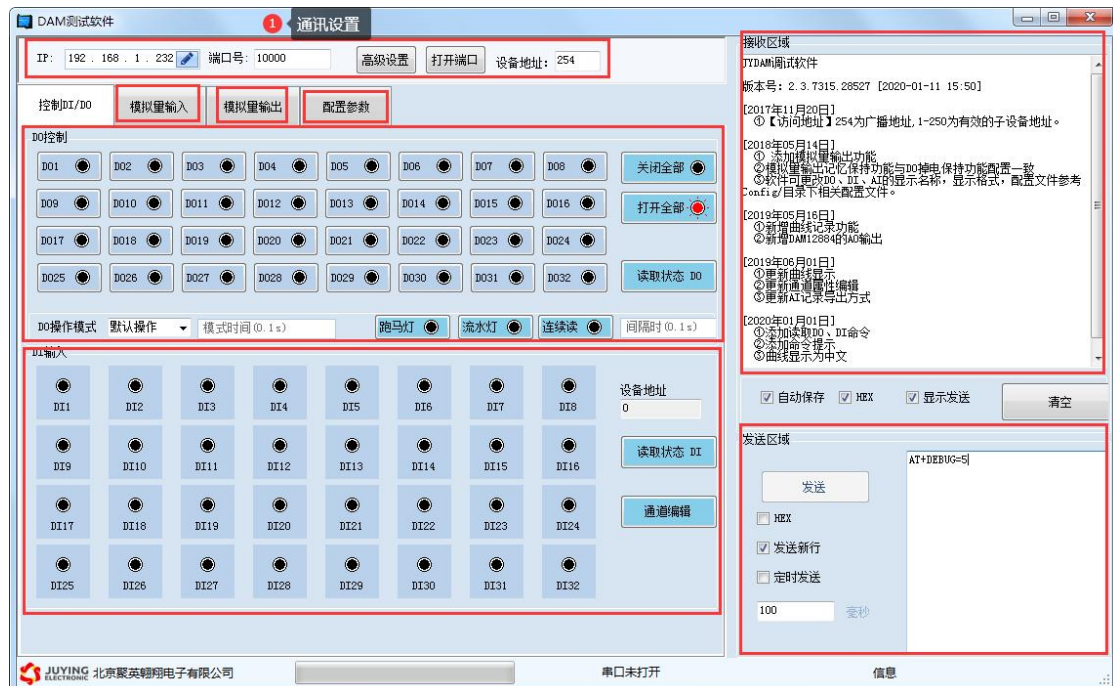 DAM测试软件
1 通讯设置
IP: 192 . 168 . 1 . 232 端口号: 10000 高级设置 打开端口 设备地址: 254
控制DI/DO 模拟量输入 模拟量输出 配置参数
DO控制
DO1 DO2 DO3 DO4 DO5 DO6 DO7 DO8 关闭全部
DO9 DO10 DO11 DO12 DO13 DO14 DO15 DO16 打开全部
DO17 DO18 DO19 DO20 DO21 DO22 DO23 DO24
DO25 DO26 DO27 DO28 DO29 DO30 DO31 DO32 读取状态 DO
DO操作模式 默认操作 模式时间(0.1s) 跑马灯 流水灯 连续读 间隔时(0.1s)
DI输入
DI1 DI2 DI3 DI4 DI5 DI6 DI7 DI8
设备地址
0
DI9 DI10 DI11 DI12 DI13 DI14 DI15 DI16
读取状态 DI
DI17 DI18 DI19 DI20 DI21 DI22 DI23 DI24
通道编辑
DI25 DI26 DI27 DI28 DI29 DI30 DI31 DI32
接收区域
JYDAM调试软件
版本号: 2.3.7315.28527 [2020-01-11 15:50]
[2017年11月20日]
①【访问地址】254为广播地址,1-250为有效的子设备地址。
[2018年05月14日]
① 添加模拟量输出功能
②模拟量输出记忆保持功能与DO掉电保持功能配置一致
③软件可更改DO、DI、AI的显示名称，显示格式，配置文件参考
Config/目录下相关配置文件。
[2019年05月16日]
①新增曲线记录功能
②新增DAM12884的AO输出
[2019年06月01日]
①更新曲线显示
②更新通道属性编辑
③更新AI记录导出方式
[2020年01月01日]
①添加读取DO、DI命令
②添加命令提示
③曲线显示为中文
自动保存 HEX 显示发送 清空
发送区域
AT+DEBUG=5
发送
HEX
发送新行
定时发送
100 毫秒
JUYING ELECTRONIC 北京聚英翱翔电子有限公司 串口未打开 信息